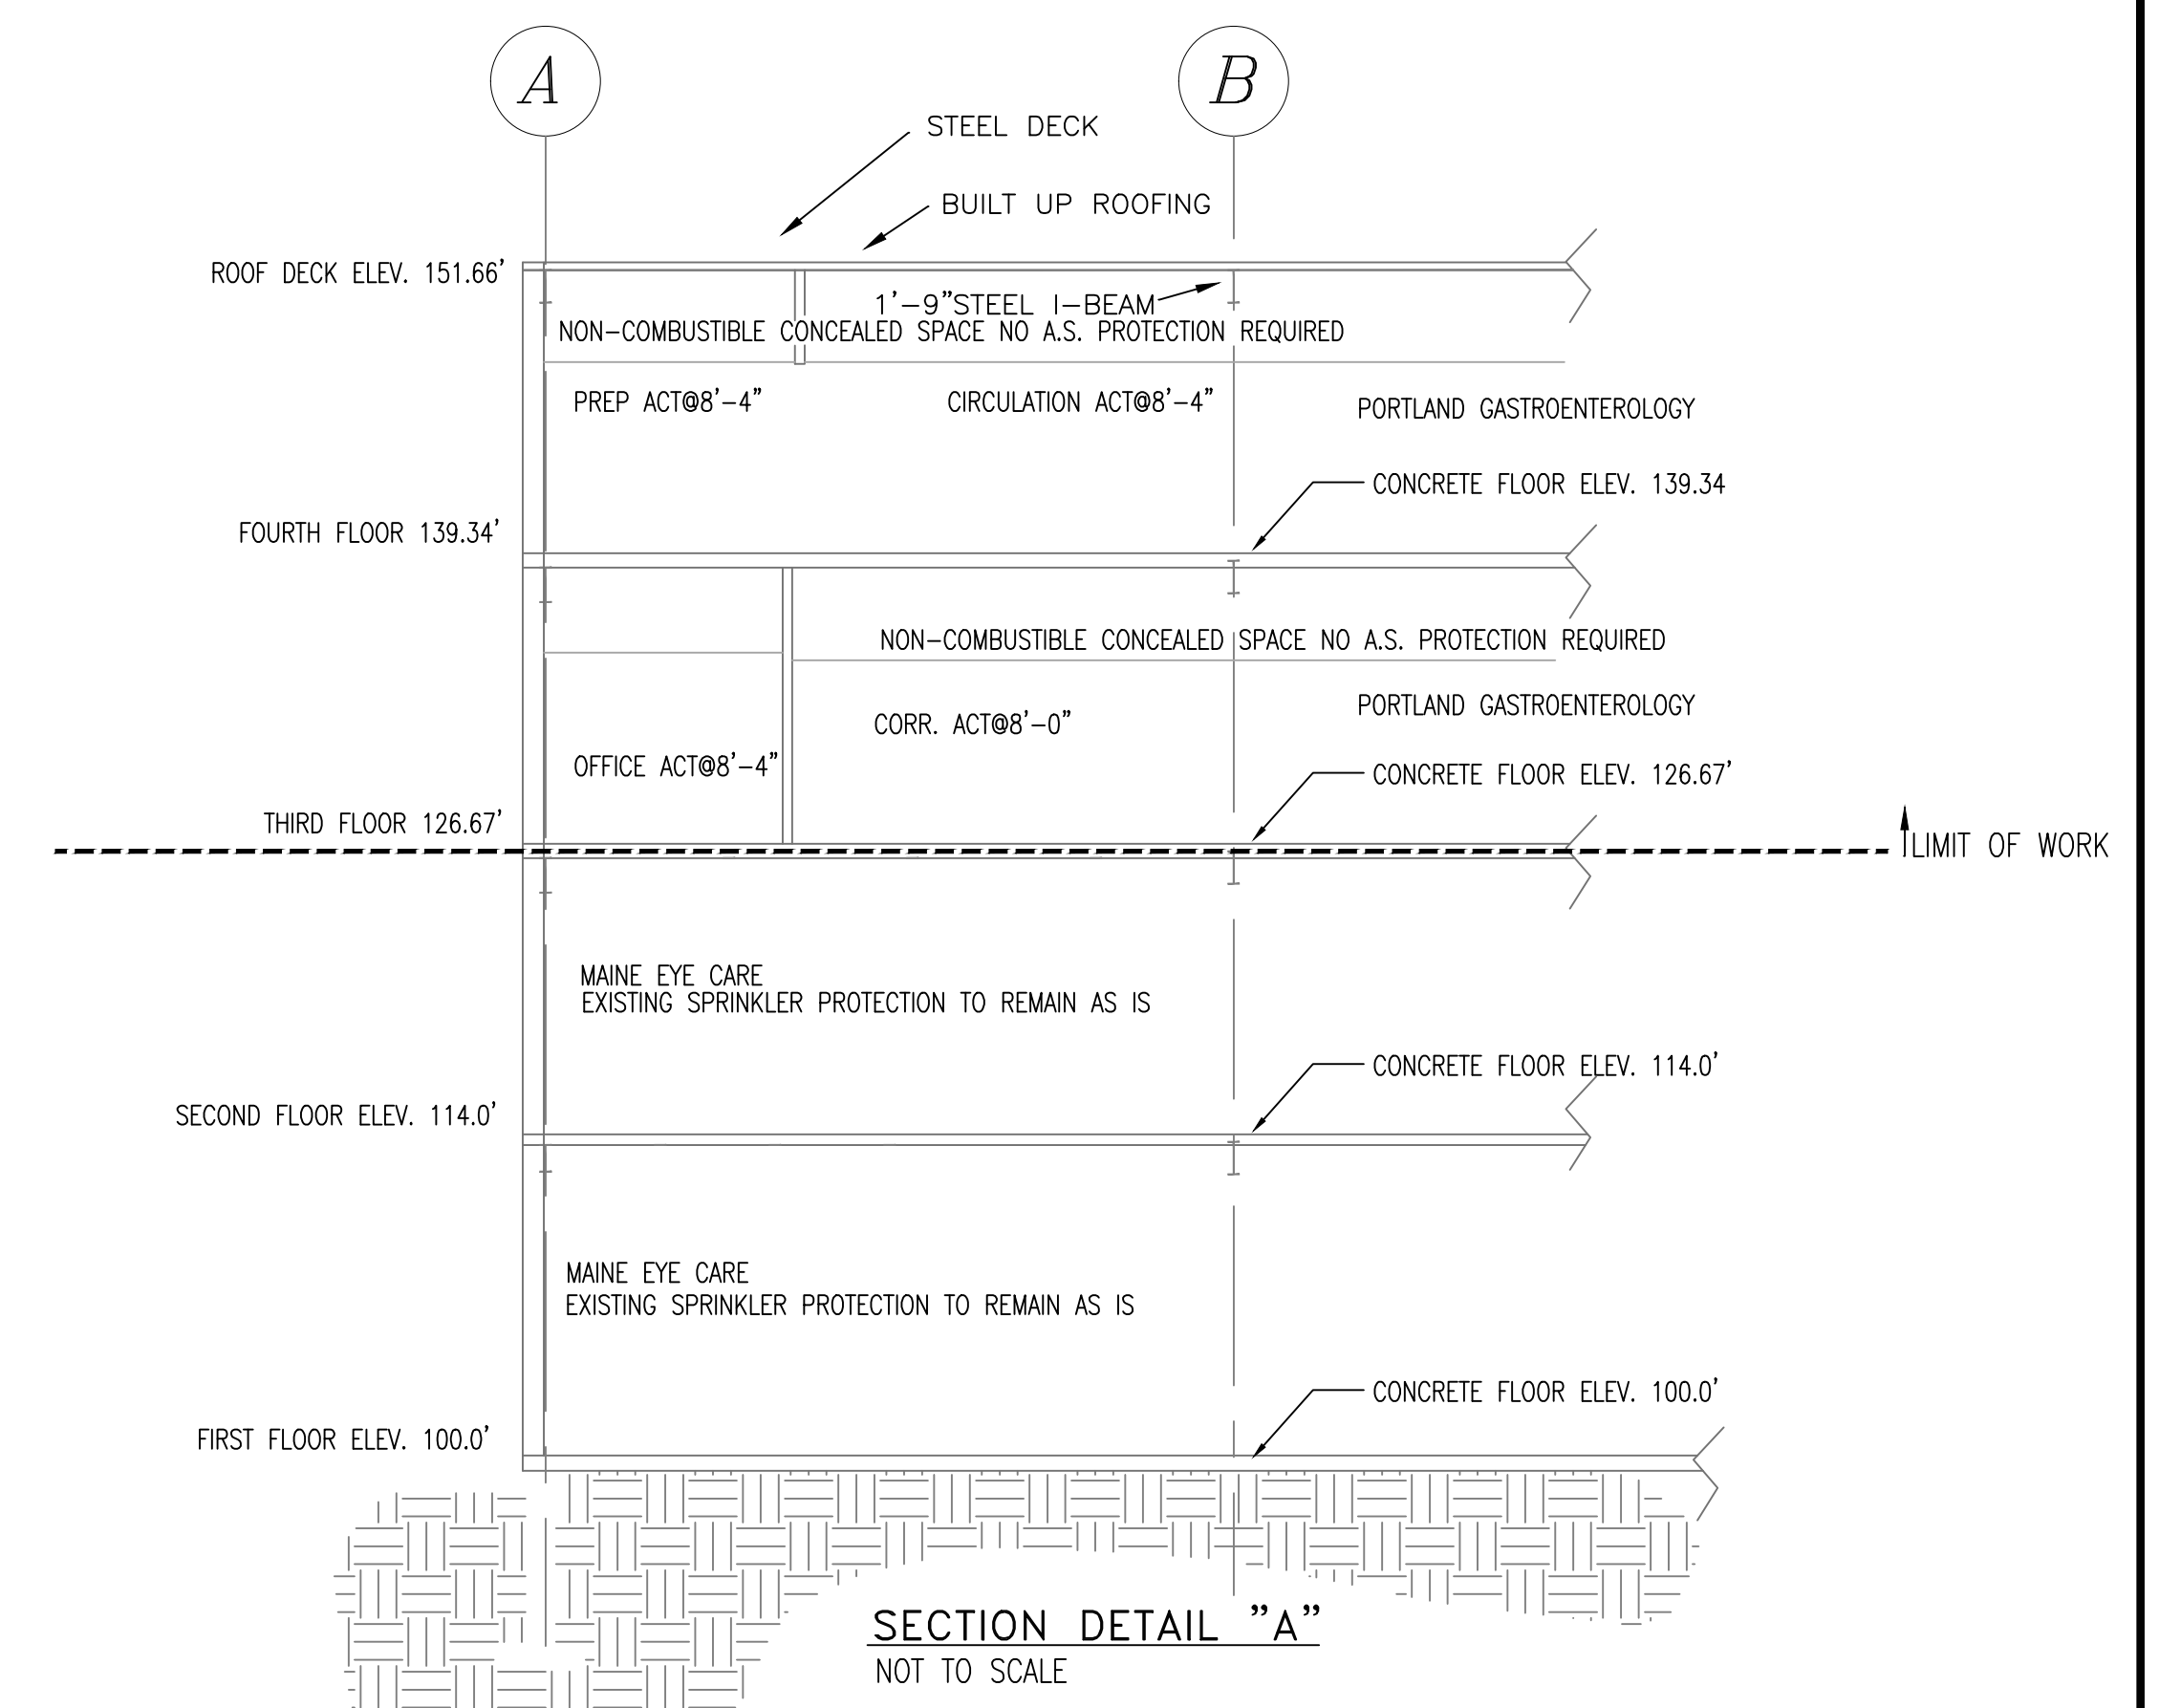 A
B
STEEL DECK
BUILT UP ROOFING
ROOF DECK ELEV. 151.66'
1'-9"STEEL I-BEAM
NON-COMBUSTIBLE CONCEALED SPACE NO A.S. PROTECTION REQUIRED
PREP ACT@8'-4"
CIRCULATION ACT@8'-4"
PORTLAND GASTROENTEROLOGY
CONCRETE FLOOR ELEV. 139.34
FOURTH FLOOR 139.34'
NON-COMBUSTIBLE CONCEALED SPACE NO A.S. PROTECTION REQUIRED
PORTLAND GASTROENTEROLOGY
CORR. ACT@8'-0"
OFFICE ACT@8'-4"
CONCRETE FLOOR ELEV. 126.67'
THIRD FLOOR 126.67'
LIMIT OF WORK
MAINE EYE CARE
EXISTING SPRINKLER PROTECTION TO REMAIN AS IS
CONCRETE FLOOR ELEV. 114.0'
SECOND FLOOR ELEV. 114.0'
MAINE EYE CARE
EXISTING SPRINKLER PROTECTION TO REMAIN AS IS
CONCRETE FLOOR ELEV. 100.0'
FIRST FLOOR ELEV. 100.0'
SECTION DETAIL "A"
NOT TO SCALE